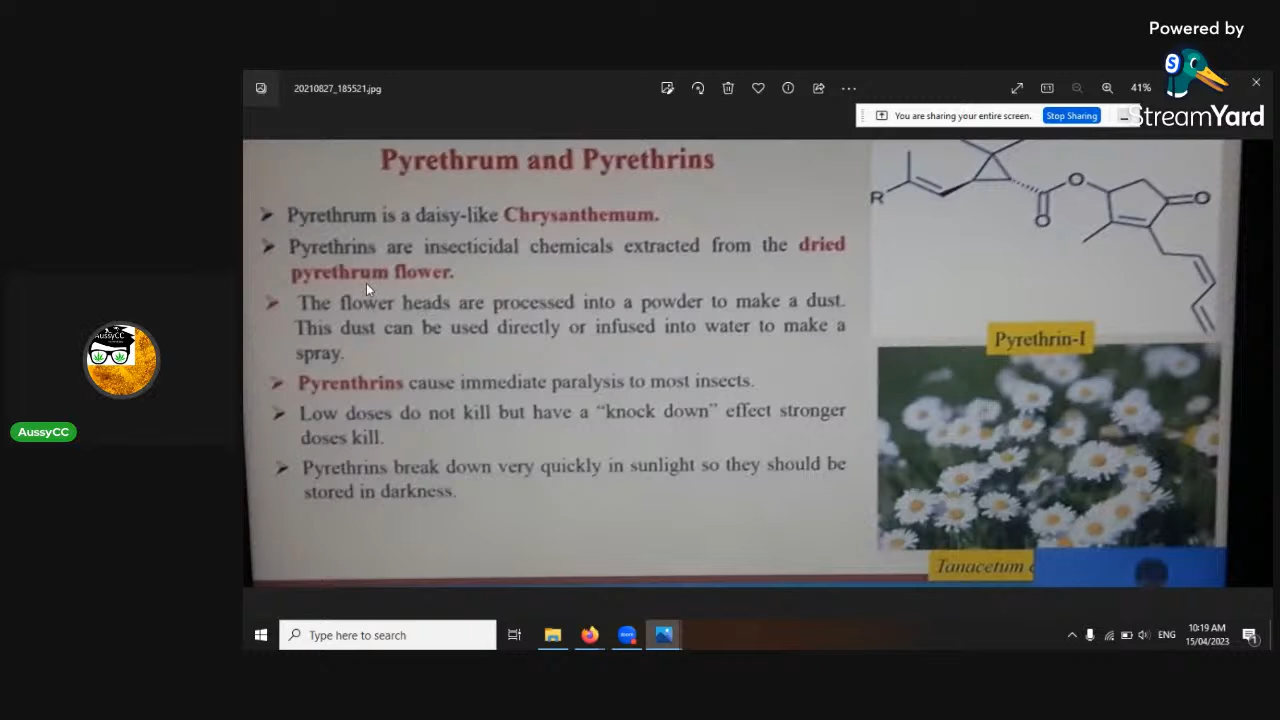 Powered by
StreamYard
20210827_185521.jpg
41%
You are sharing your entire screen.
Stop Sharing
Pyrethrum and Pyrethrins
Pyrethrum is a daisy-like Chrysanthemum.
Pyrethrins are insecticidal chemicals extracted from the dried
pyrethrum flower.
The flower heads are processed into a powder to make a dust.
This dust can be used directly or infused into water to make a
spray.
Pyrenthrins cause immediate paralysis to most insects.
Low doses do not kill but have a “knock down” effect stronger
doses kill.
Pyrethrins break down very quickly in sunlight so they should be
stored in darkness.
R
O
O
O
Pyrethrin-I
Tanacetum
AussyCC
AussyCC
Type here to search
zoom
ENG
10:19 AM
15/04/2023
1